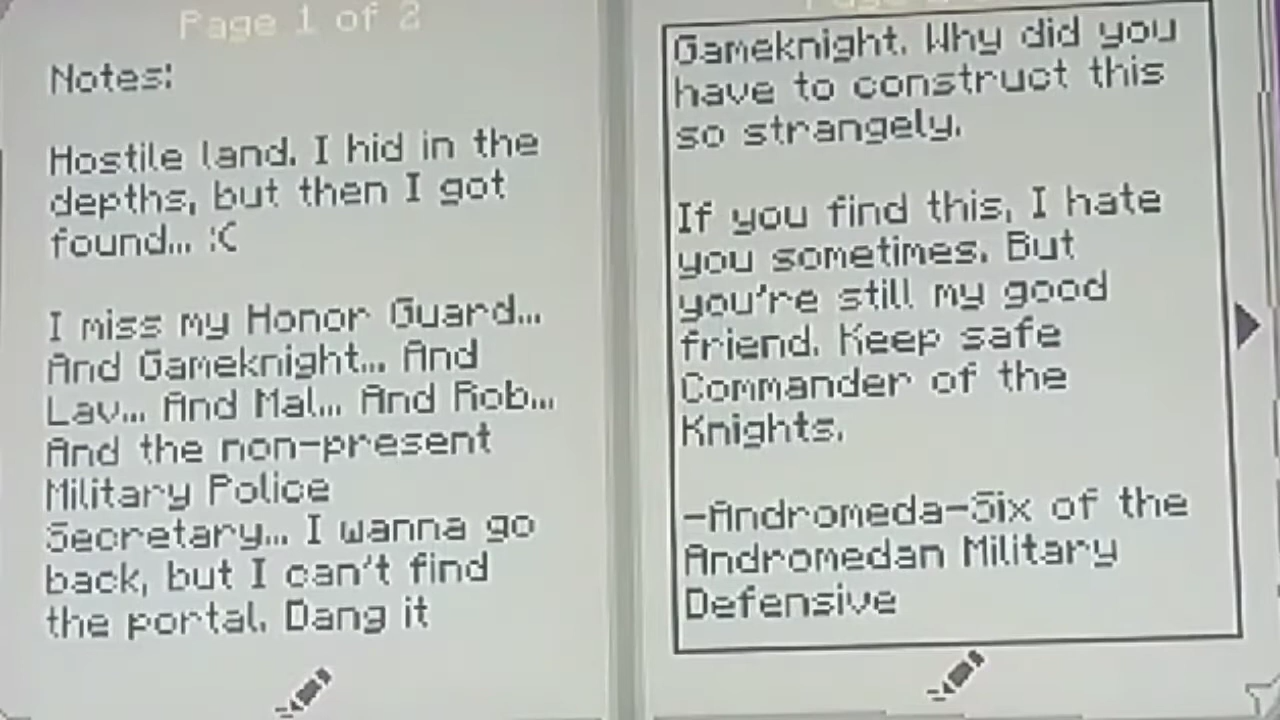 Page 1 of 2
Notes:
Hostile land. I hid in the
depths, but then I got
found... :C
I miss my Honor Guard...
And Gameknight... And
Lav... And Mal... And Rob...
And the non-present
Military Police
Secretary... I wanna go
back, but I can't find
the portal. Dang it
Gameknight. Why did you
have to construct this
so strangely.
If you find this, I hate
you sometimes. But
you're still my good
friend. Keep safe
Commander of the
Knights.
-Andromeda-Six of the
Andromedan Military
Defensive